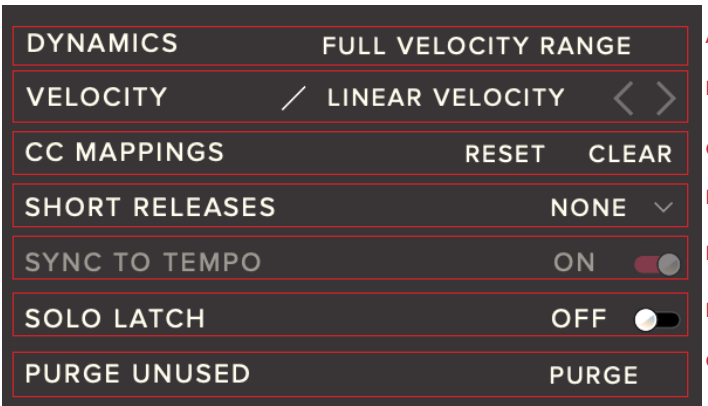 DYNAMICS FULL VELOCITY RANGE
VELOCITY LINEAR VELOCITY
CC MAPPINGS RESET CLEAR
SHORT RELEASES NONE
SYNC TO TEMPO ON
SOLO LATCH OFF
PURGE UNUSED PURGE